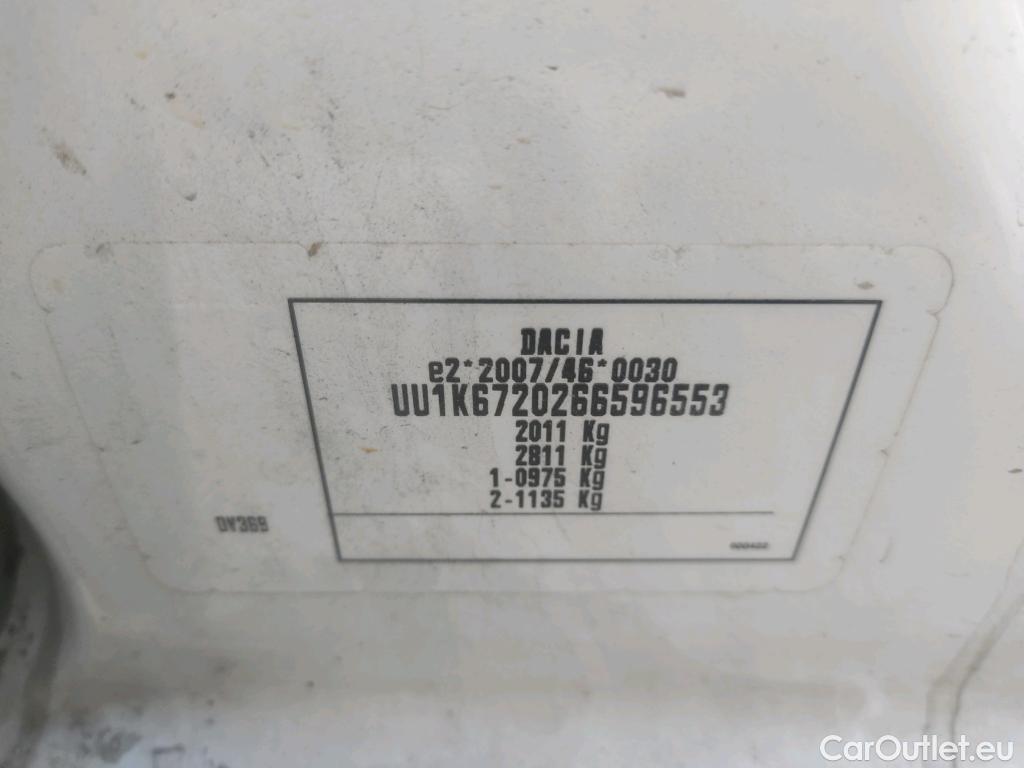 DACIA
e2*2007/46*0030
UU1K6720266596553
2011 Kg
2811 Kg
1-0975 Kg
2-1135 Kg
DV369
CarOutlet.eu